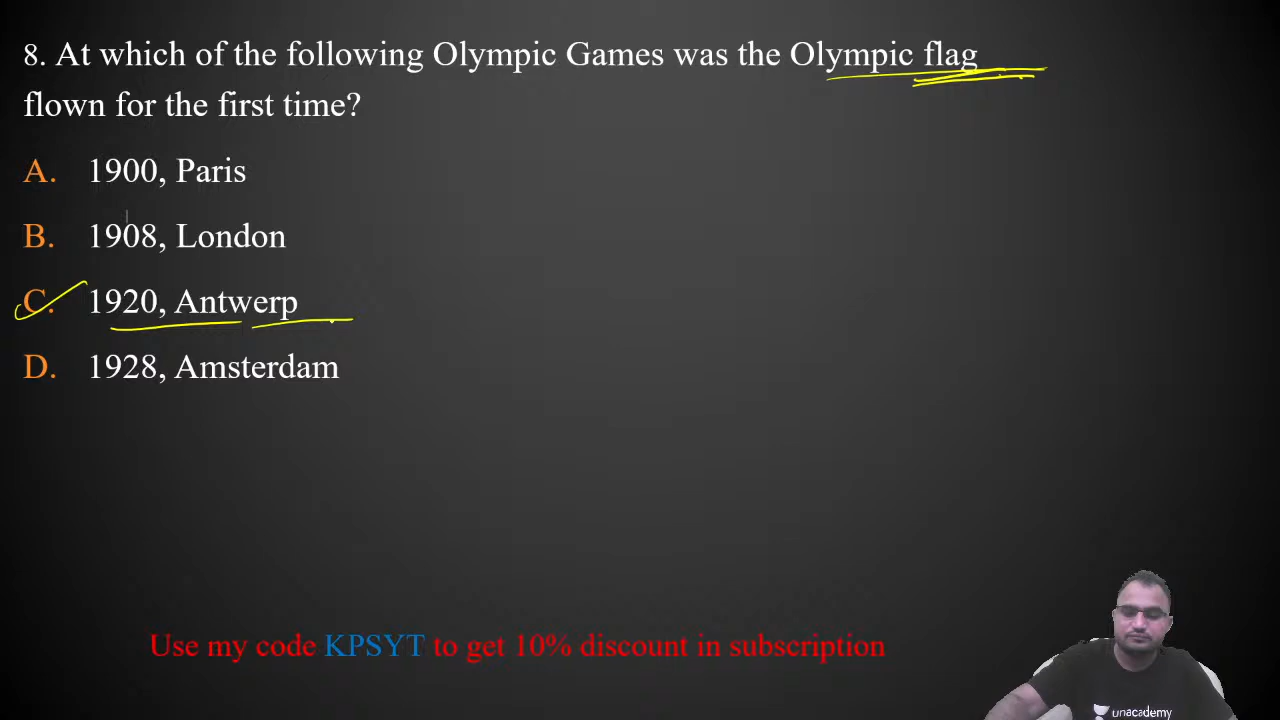 8. At which of the following Olympic Games was the Olympic flag
flown for the first time?
A. 1900, Paris
B. 1908, London
C. 1920, Antwerp
D. 1928, Amsterdam
Use my code KPSYT to get 10% discount in subscription
unacademy